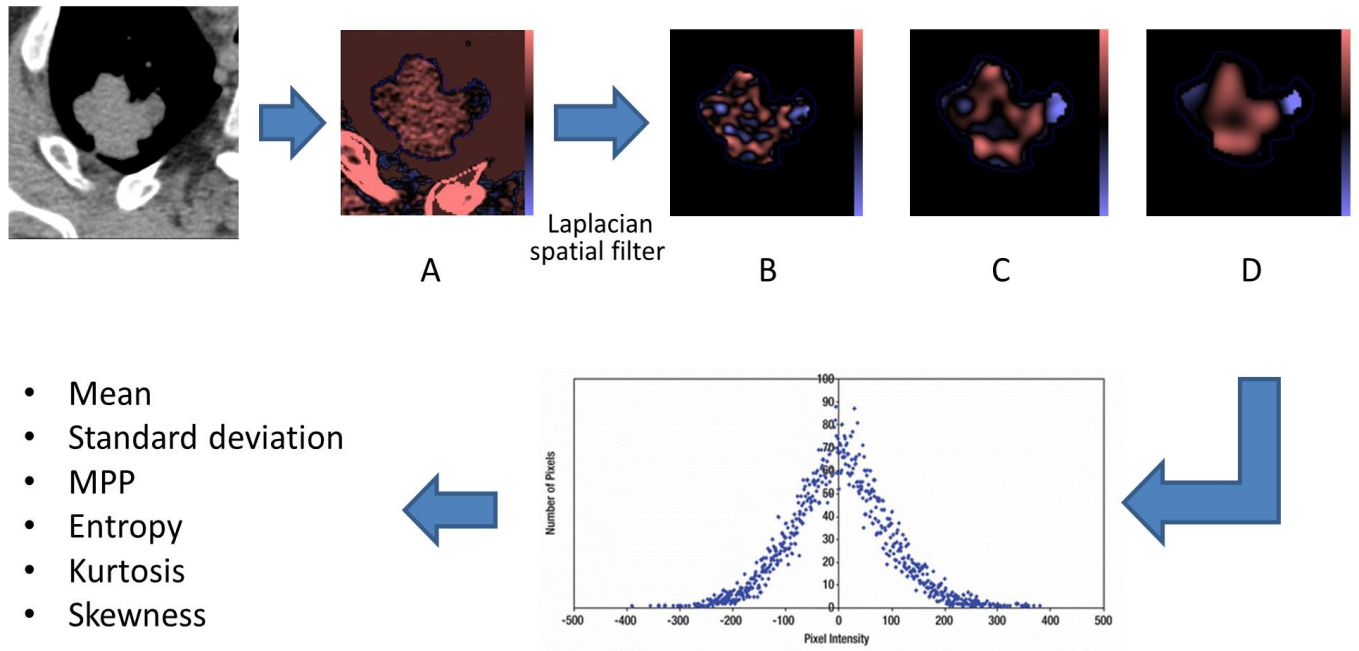 Laplacian
spatial filter
A
B
C
D
• Mean
• Standard deviation
• MPP
• Entropy
• Kurtosis
• Skewness
Number of Pixels
100
90
80
70
60
50
40
30
20
10
0
-500
-400
-300
-200
-100
0
100
200
300
400
500
Pixel Intensity